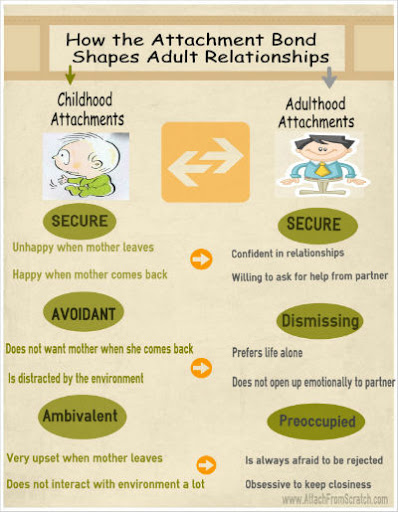 How the Attachment Bond
Shapes Adult Relationships
Childhood
Attachments
Adulthood
Attachments
SECURE
Unhappy when mother leaves
Happy when mother comes back
SECURE
Confident in relationships
Willing to ask for help from partner
AVOIDANT
Does not want mother when she comes back
Is distracted by the environment
Dismissing
Prefers life alone
Does not open up emotionally to partner
Ambivalent
Very upset when mother leaves
Does not interact with environment a lot
Preoccupied
Is always afraid to be rejected
Obsessive to keep closiness
www.AttachFromScratch.com